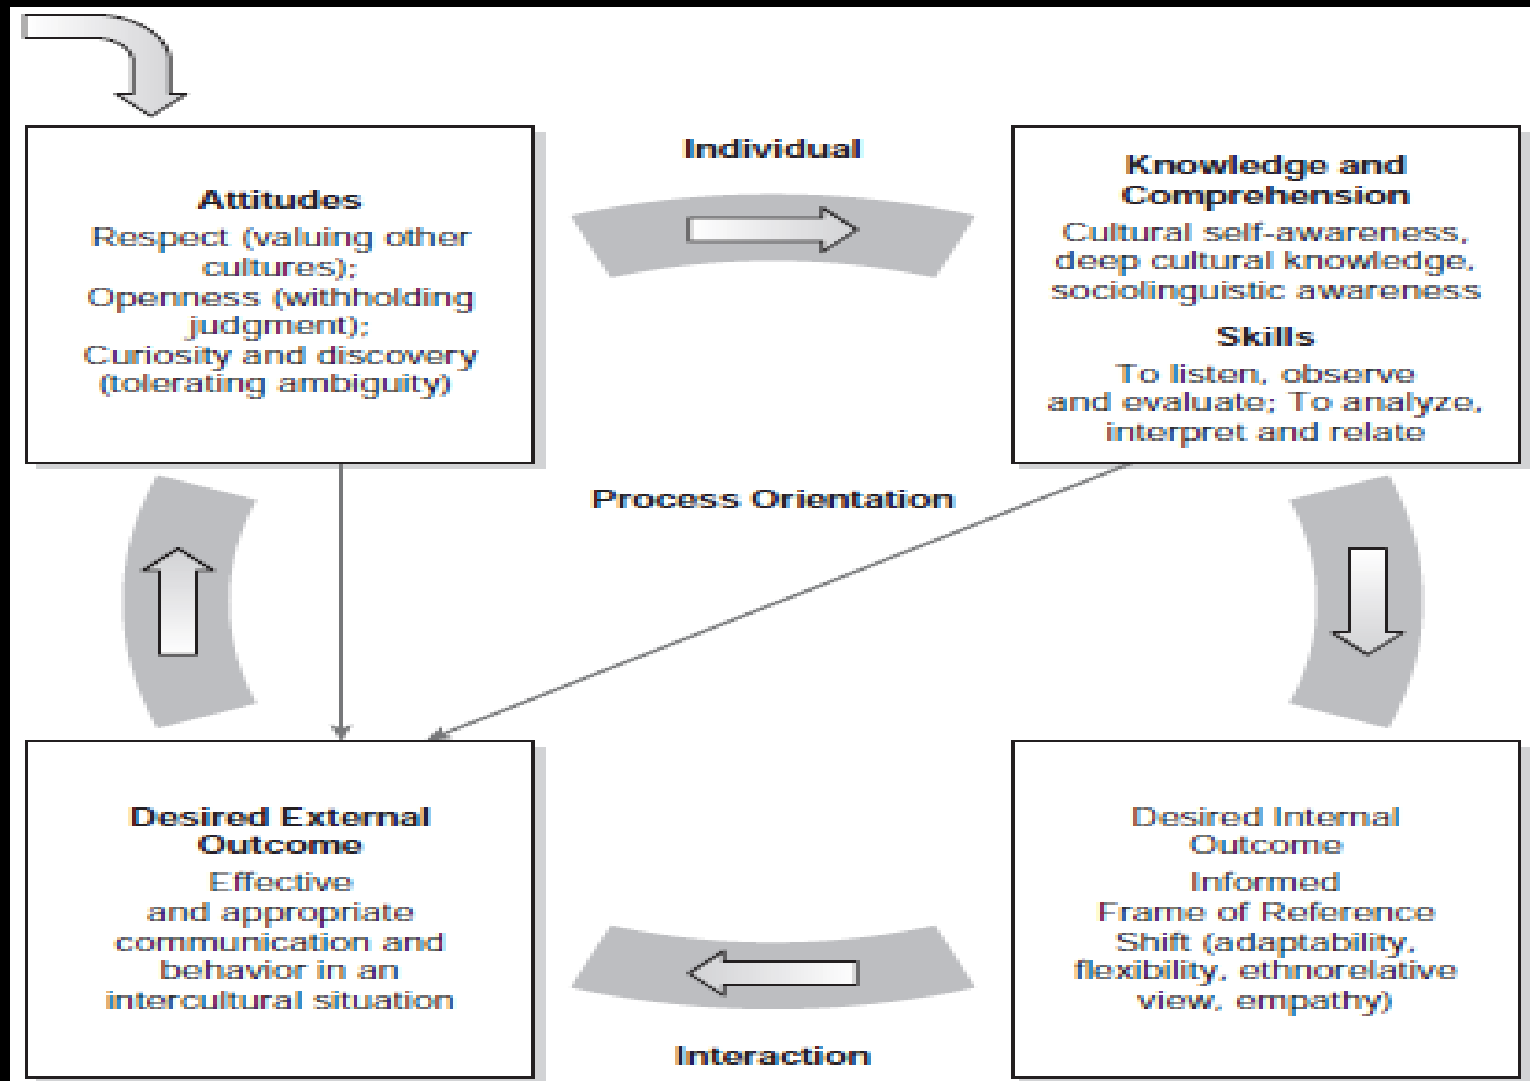 Individual
Attitudes
Respect (valuing other
cultures);
Openness (withholding
judgment);
Curiosity and discovery
(tolerating ambiguity)
Knowledge and
Comprehension
Cultural self-awareness,
deep cultural knowledge,
sociolinguistic awareness
Skills
To listen, observe
and evaluate; To analyze,
interpret and relate
Process Orientation
Desired External
Outcome
Effective
and appropriate
communication and
behavior in an
intercultural situation
Desired Internal
Outcome
Informed
Frame of Reference
Shift (adaptability,
flexibility, ethnorelative
view, empathy)
Interaction